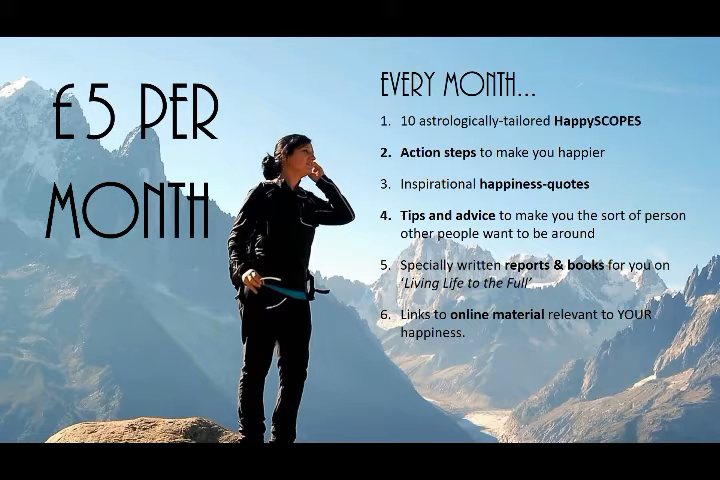 £5 PER
MONTH
EVERY MONTH...
1. 10 astrologically-tailored HappySCOPES
2. Action steps to make you happier
3. Inspirational happiness-quotes
4. Tips and advice to make you the sort of person
other people want to be around
5. Specially written reports & books for you on
‘Living Life to the Full’
6. Links to online material relevant to YOUR
happiness.